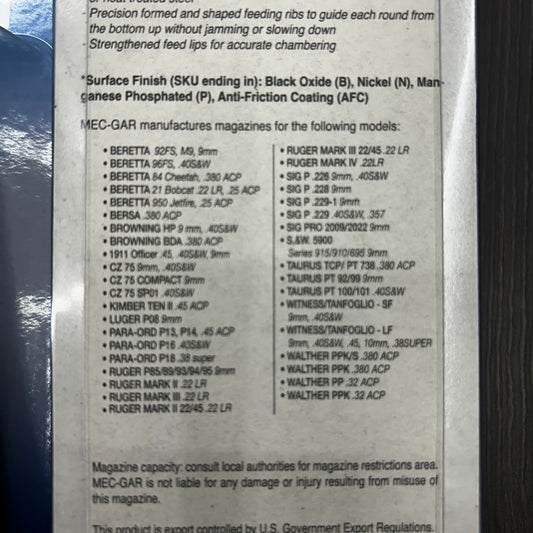 of heat treated steel
- Precision formed and shaped feeding ribs to guide each round from
the bottom up without jamming or slowing down
- Strengthened feed lips for accurate chambering
*Surface Finish (SKU ending in): Black Oxide (B), Nickel (N), Man-
ganese Phosphated (P), Anti-Friction Coating (AFC)
MEC-GAR manufactures magazines for the following models:
• BERETTA 92FS, M9, 9mm
• BERETTA 96FS, .40S&W
• BERETTA 84 Cheetah, .380 ACP
• BERETTA 21 Bobcat .22 LR, .25 ACP
• BERETTA 950 Jetfire, .25 ACP
• BERSA .380 ACP
• BROWNING HP 9 mm, .40S&W
• BROWNING BDA .380 ACP
• 1911 Officer .45, .40S&W, 9mm
• CZ 75 9mm, .40S&W
• CZ 75 COMPACT 9mm
• CZ 75 SP01 .40S&W
• KIMBER TEN II .45 ACP
• LUGER P08 9mm
• PARA-ORD P13, P14, .45 ACP
• PARA-ORD P16 .40S&W
• PARA-ORD P18 .38 super
• RUGER P85/89/93/94/95 9mm
• RUGER MARK II .22 LR
• RUGER MARK III .22 LR
• RUGER MARK II 22/45 .22 LR
• RUGER MARK III 22/45 .22 LR
• RUGER MARK IV .22LR
• SIG P .226 9mm, .40S&W
• SIG P .228 9mm
• SIG P .229-1 9mm
• SIG P .229 .40S&W, .357
• SIG PRO 2009/2022 9mm
• S.&W. 5900
Series 915/910/695 9mm
• TAURUS TCP/ PT 738 .380 ACP
• TAURUS PT 92/99 9mm
• TAURUS PT 100/101 .40S&W
• WITNESS/TANFOGLIO - SF
9mm, .40S&W
• WITNESS/TANFOGLIO - LF
9mm, .40S&W, .45, 10mm, .38SUPER
• WALTHER PPK/S .380 ACP
• WALTHER PPK .380 ACP
• WALTHER PP .32 ACP
• WALTHER PPK .32 ACP
Magazine capacity: consult local authorities for magazine restrictions area.
MEC-GAR is not liable for any damage or injury resulting from misuse of
this magazine.
This product is export controlled by U.S. Government Export Regulations.